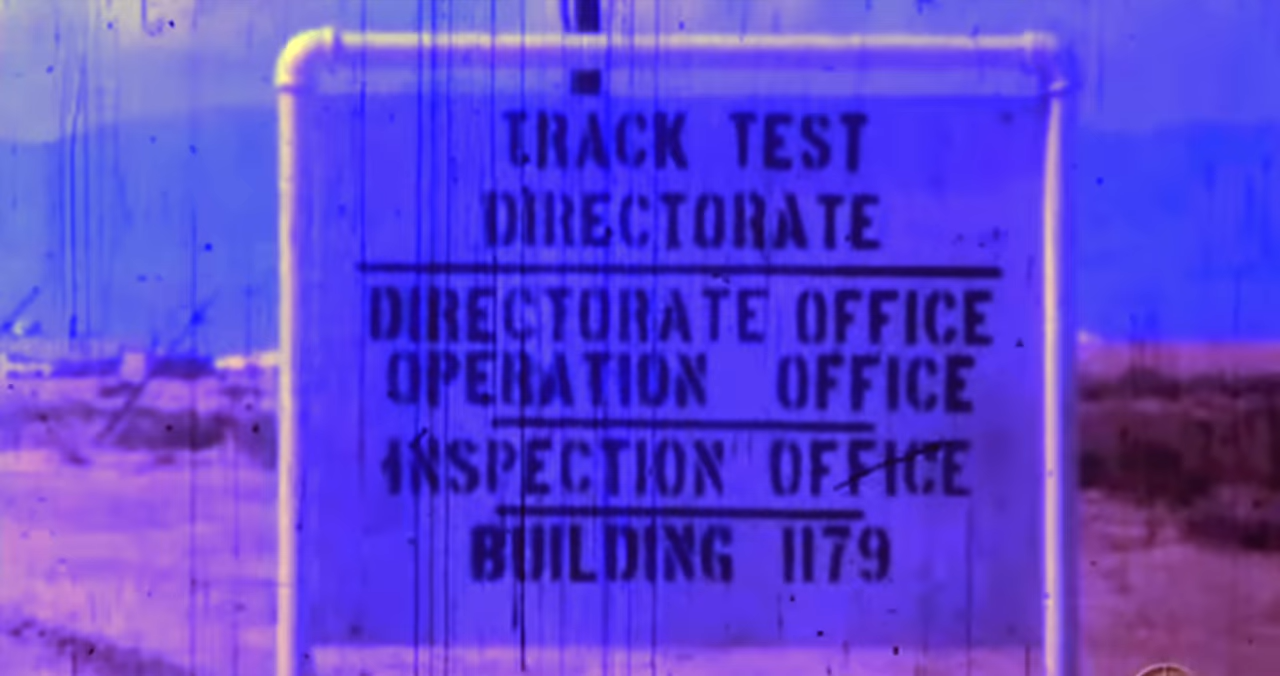 TRACK TEST
DIRECTORATE
DIRECTORATE OFFICE
OPERATION OFFICE
INSPECTION OFFICE
BUILDING 1179